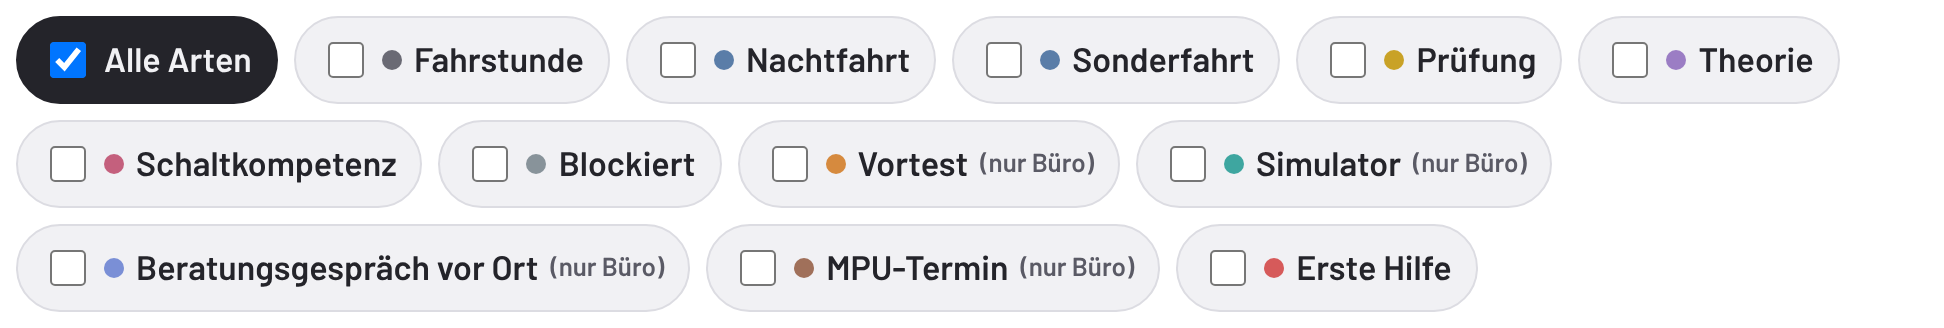 Alle Arten Fahrstunde Nachtfahrt Sonderfahrt Prüfung Theorie
Schaltkompetenz Blockiert Vortest (nur Büro) Simulator (nur Büro)
Beratungsgespräch vor Ort (nur Büro) MPU-Termin (nur Büro) Erste Hilfe